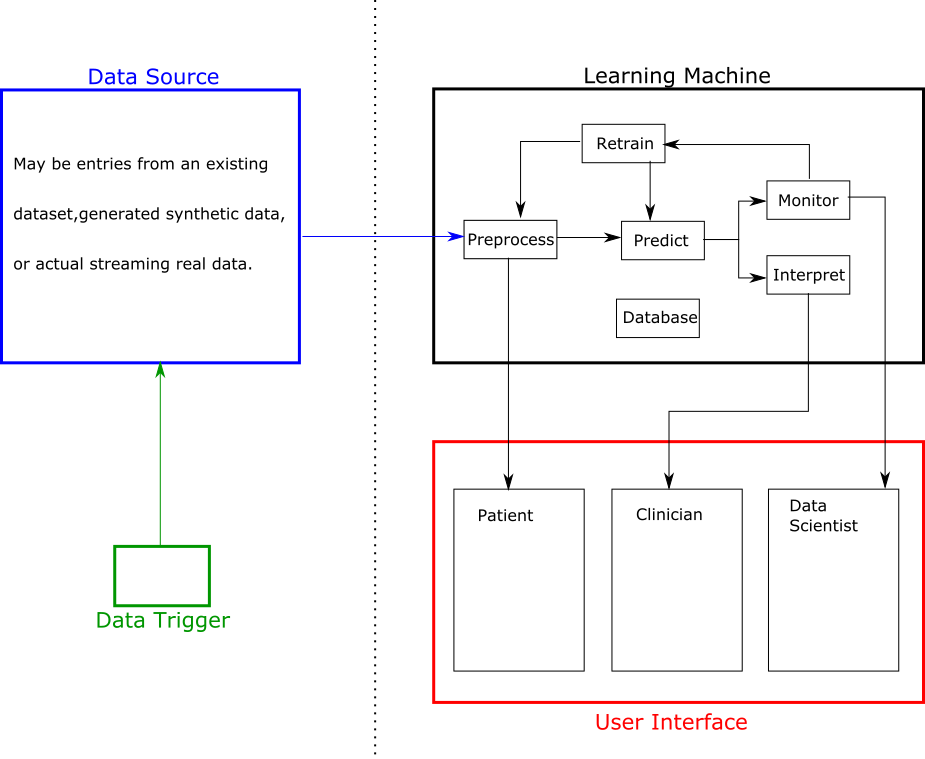 Data Source
May be entries from an existing
dataset,generated synthetic data,
or actual streaming real data.
Data Trigger
Learning Machine
Retrain
Monitor
Preprocess
Predict
Interpret
Database
Patient
Clinician
Data
Scientist
User Interface